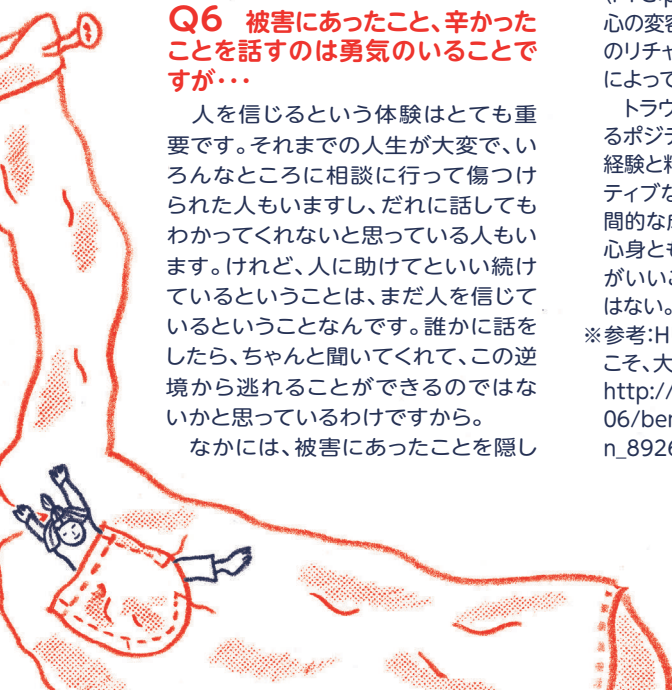 Q6 被害にあったこと、辛かった
ことを話すのは勇気のいることで
すが・・・
人を信じるという体験はとても重
要です。それまでの人生が大変で、い
ろんなところに相談に行って傷つけ
られた人もいますし、だれに話しても
わかってくれないと思っている人もい
ます。けれど、人に助けてといい続け
ているということは、まだ人を信じて
いるということなんです。誰かに話を
したら、ちゃんと聞いてくれて、この逆
境から逃れることができるのではな
いかと思っているわけですから。
なかには、被害にあったことを隠し
心の変容
のリチャ
によって
トラウ
るポジテ
経験と精
ティブな
間的な成
心身とも
がいいこ
はない。
※参考:H
こそ、大
http://
06/ber
n_8926